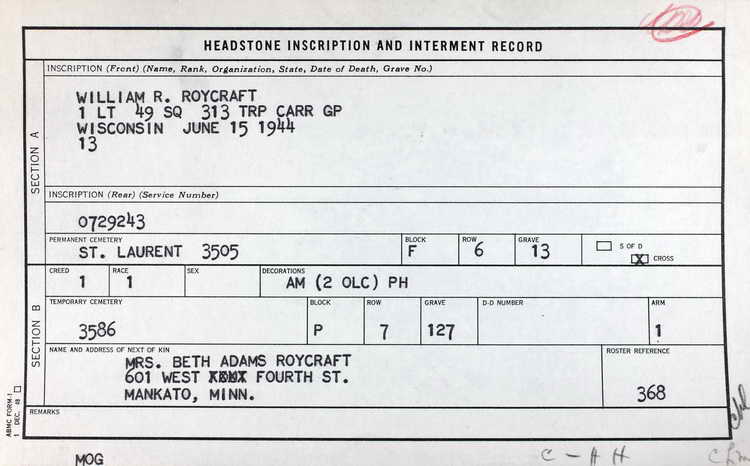 HEADSTONE INSCRIPTION AND INTERMENT RECORD
SECTION A
INSCRIPTION (Front) (Name, Rank, Organization, State, Date of Death, Grave No.)
WILLIAM R. ROYCRAFT
1 LT 49 SQ 313 TRP CARR GP
WISCONSIN JUNE 15 1944
13
INSCRIPTION (Rear) (Service Number)
0729243
PERMANENT CEMETERY
ST. LAURENT 3505
BLOCK
F
ROW
6
GRAVE
13
S OF D
X CROSS
SECTION B
CREED
1
RACE
1
SEX
DECORATIONS
AM (2 OLC) PH
TEMPORARY CEMETERY
3586
BLOCK
P
ROW
7
GRAVE
127
D-D NUMBER
ARM
1
NAME AND ADDRESS OF NEXT OF KIN
MRS. BETH ADAMS ROYCRAFT
601 WEST FOURTH ST.
MANKATO, MINN.
ROSTER REFERENCE
368
REMARKS
ABMC FORM-1
1 DEC. 48
MOG
C - A H